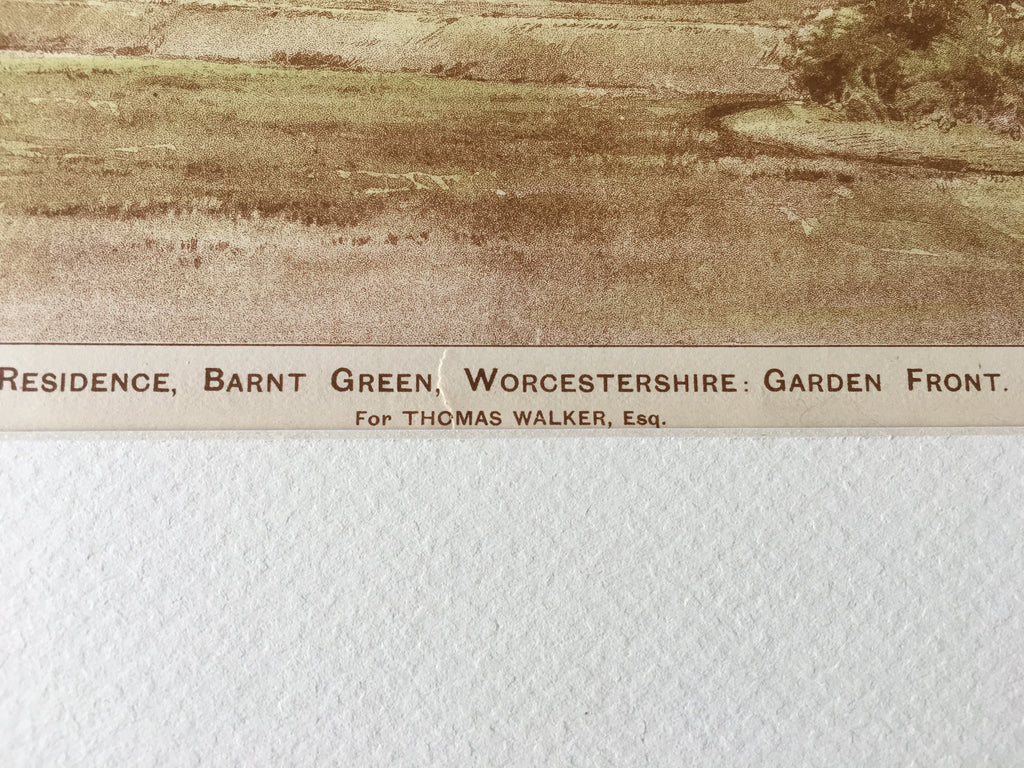 Residence, Barnt Green, Worcestershire: Garden Front.
For THOMAS WALKER, Esq.